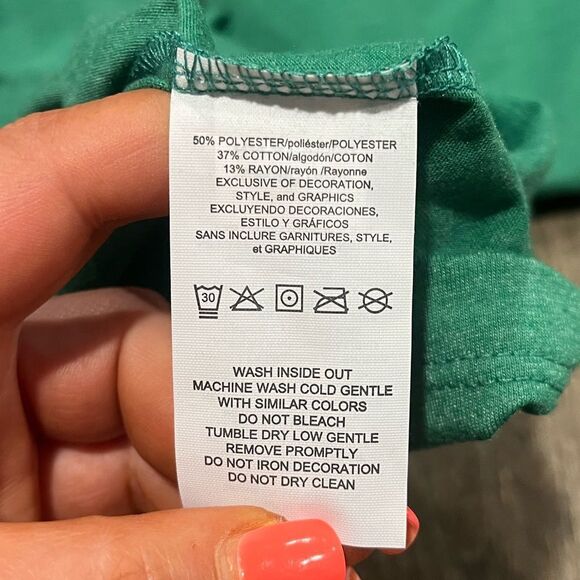 50% POLYESTER/poliéster/POLYESTER
37% COTTON/algodón/COTON
13% RAYON/rayón /Rayonne
EXCLUSIVE OF DECORATION,
STYLE, and GRAPHICS
EXCLUYENDO DECORACIONES,
ESTILO Y GRÁFICOS
SANS INCLURE GARNITURES, STYLE,
et GRAPHIQUES
30
WASH INSIDE OUT
MACHINE WASH COLD GENTLE
WITH SIMILAR COLORS
DO NOT BLEACH
TUMBLE DRY LOW GENTLE
REMOVE PROMPTLY
DO NOT IRON DECORATION
DO NOT DRY CLEAN